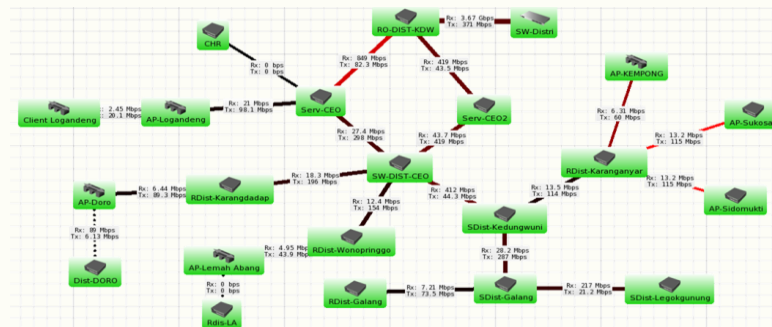 RO-DIST-KDW
Rx: 3.67 Gbps
Tx: 371 Mbps
SW-Distri
CHR
Rx: 0 bps
Tx: 0 bps
Rx: 849 Mbps
Tx: 82.3 Mbps
Rx: 419 Mbps
Tx: 43.5 Mbps
AP-KEMPONG
Client Logandeng
: 2.45 Mbps
: 20.1 Mbps
AP-Logandeng
Rx: 21 Mbps
Tx: 98.1 Mbps
Serv-CEO
Serv-CEO2
Rx: 6.31 Mbps
Tx: 60 Mbps
AP-Sukosa
Rx: 27.4 Mbps
Tx: 298 Mbps
Rx: 43.7 Mbps
Tx: 419 Mbps
Rx: 13.2 Mbps
Tx: 115 Mbps
SW-DIST-CEO
RDist-Karanganyar
Rx: 18.3 Mbps
Tx: 196 Mbps
RDist-Karangdadap
Rx: 6.44 Mbps
Tx: 89.3 Mbps
AP-Doro
Rx: 412 Mbps
Tx: 44.3 Mbps
Rx: 13.5 Mbps
Tx: 114 Mbps
Rx: 13.2 Mbps
Tx: 115 Mbps
AP-Sidomukti
Rx: 12.4 Mbps
Tx: 154 Mbps
SDist-Kedungwuni
Rx: 89 Mbps
Tx: 6.13 Mbps
RDist-Wonopringgo
Rx: 4.95 Mbps
Tx: 43.9 Mbps
AP-Lemah Abang
Rx: 28.2 Mbps
Tx: 287 Mbps
Dist-DORO
Rx: 0 bps
Tx: 0 bps
Rdis-LA
RDist-Galang
Rx: 7.21 Mbps
Tx: 73.5 Mbps
SDist-Galang
Rx: 217 Mbps
Tx: 21.2 Mbps
SDist-Legokgunung